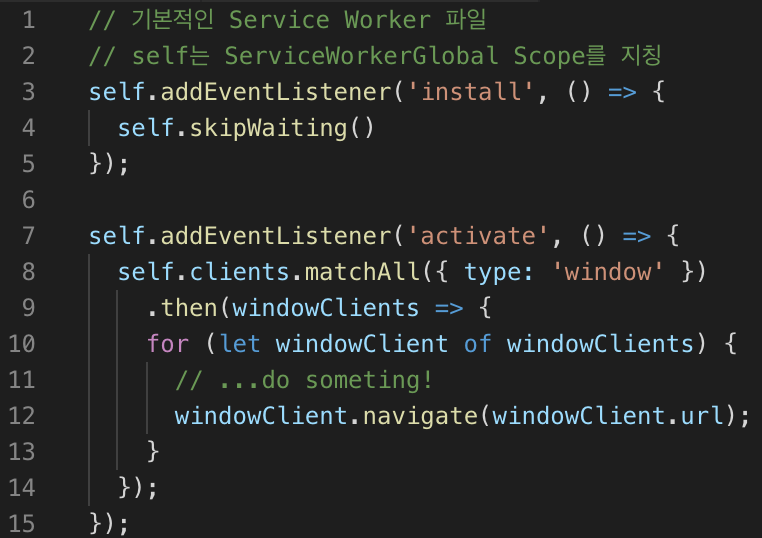 1 // 기본적인 Service Worker 파일
2 // self는 ServiceWorkerGlobal Scope를 지칭
3 self.addEventListener('install', () => {
4 self.skipWaiting()
5 });
6
7 self.addEventListener('activate', () => {
8 self.clients.matchAll({ type: 'window' })
9 .then(windowClients => {
10 for (let windowClient of windowClients) {
11 // ...do someting!
12 windowClient.navigate(windowClient.url);
13 }
14 });
15 });